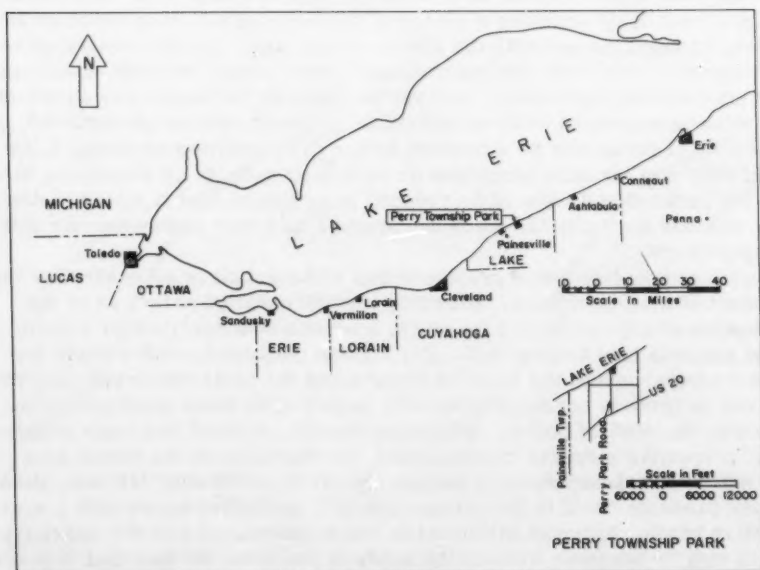 N
LAKE ERIE
Erie
Conneaut
Ashtabula
MICHIGAN
Perry Township Park
Penna
Painesville
Toledo
LAKE
LUCAS
OTTAWA
Cleveland
10 0 10 20 30 40
Scale in Miles
Lorain
Vermilion
Sandusky
CUYAHOGA
ERIE
LORAIN
LAKE ERIE
US 20
Painesville Twp.
Perry Park Road
Scale in Feet
6000 0 6000 12000
PERRY TOWNSHIP PARK